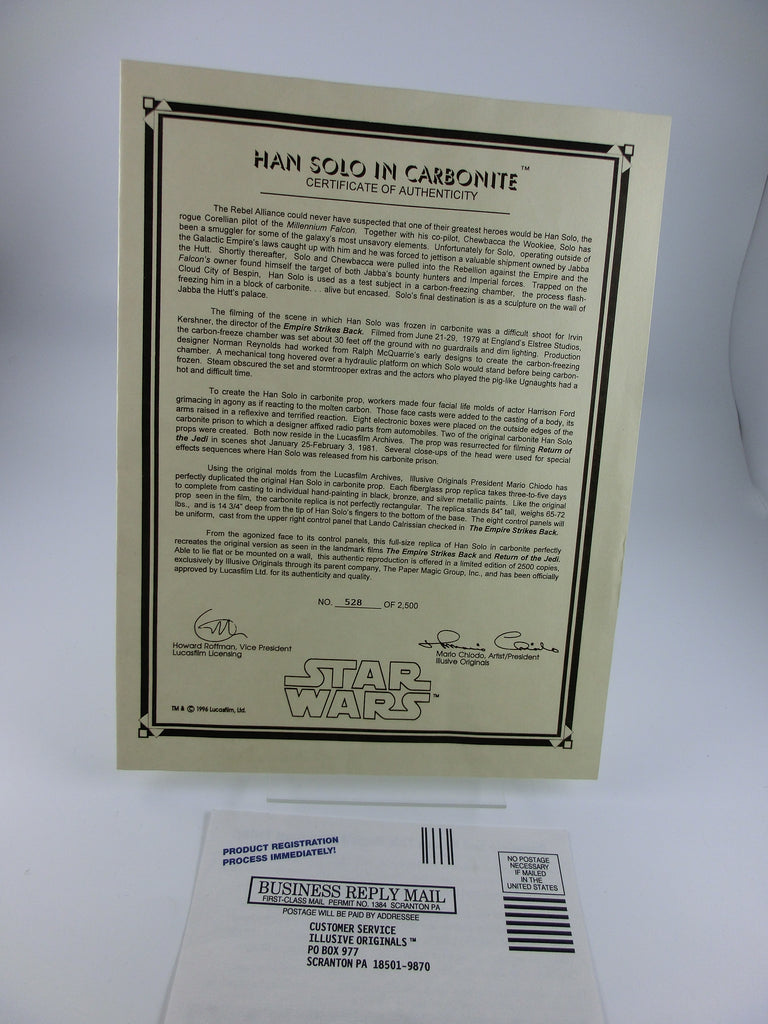 HAN SOLO IN CARBONITE™
CERTIFICATE OF AUTHENTICITY
The Rebel Alliance could never have suspected that one of their greatest heroes would be Han Solo, the
rogue Corellian pilot of the Millennium Falcon. Together with his co-pilot, Chewbacca the Wookiee, Solo has
been a smuggler for some of the galaxy's most unsavory elements. Unfortunately for Solo, operating outside of
the Galactic Empire's laws caught up with him and he was forced to jettison a valuable shipment owned by Jabba
the Hutt. Shortly thereafter, Solo and Chewbacca were pulled into the Rebellion against the Empire and the
Falcon's owner found himself the target of both Jabba's bounty hunters and Imperial forces. Trapped on the
Cloud City of Bespin, Han Solo is used as a test subject in a carbon-freezing chamber, the process flash-
freezing him in a block of carbonite. . . alive but encased. Solo's final destination is as a sculpture on the wall of
Jabba the Hutt's palace.
The filming of the scene in which Han Solo was frozen in carbonite was a difficult shoot for Irvin
Kershner, the director of the Empire Strikes Back. Filmed from June 21-29, 1979 at England's Elstree Studios,
the carbon-freeze chamber was set about 30 feet off the ground with no guardrails and dim lighting. Production
designer Norman Reynolds had worked from Ralph McQuarrie's early designs to create the carbon-freezing
chamber. A mechanical tong hovered over a hydraulic platform on which Solo would stand before being carbon-
frozen. Steam obscured the set and stormtrooper extras and the actors who played the pig-like Ugnaughts had a
hot and difficult time.
To create the Han Solo in carbonite prop, workers made four facial life molds of actor Harrison Ford
grimacing in agony as if reacting to the molten carbon. Those face casts were added to the casting of a body, its
arms raised in a reflexive and terrified reaction. Eight electronic boxes were placed on the outside edges of the
carbonite prison to which a designer affixed radio parts from automobiles. Two of the original carbonite Han Solo
props were created. Both now reside in the Lucasfilm Archives. The prop was resurrected for filming Return of
the Jedi in scenes shot January 25-February 3, 1981. Several close-ups of the head were used for special
effects sequences where Han Solo was released from his carbonite prison.
Using the original molds from the Lucasfilm Archives, Illusive Originals President Mario Chiodo has
perfectly duplicated the original Han Solo in carbonite prop. Each fiberglass prop replica takes three-to-five days
to complete from casting to individual hand-painting in black, bronze, and silver metallic paints. Like the original
prop seen in the film, the carbonite replica is not perfectly rectangular. The replica stands 84" tall, weighs 65-72
lbs., and is 14 3/4" deep from the tip of Han Solo's fingers to the bottom of the base. The eight control panels will
be uniform, cast from the upper right control panel that Lando Calrissian checked in The Empire Strikes Back.
From the agonized face to its control panels, this full-size replica of Han Solo in carbonite perfectly
recreates the original version as seen in the landmark films The Empire Strikes Back and Return of the Jedi.
Able to lie flat or be mounted on a wall, this authentic reproduction is offered in a limited edition of 2500 copies,
exclusively by Illusive Originals through its parent company, The Paper Magic Group, Inc., and has been officially
approved by Lucasfilm Ltd. for its authenticity and quality.
NO. 528 OF 2,500
Howard Roffman, Vice President
Lucasfilm Licensing
Mario Chiodo
Mario Chiodo, Artist/President
Illusive Originals
STAR
WARS™
TM & © 1996 Lucasfilm, Ltd.
PRODUCT REGISTRATION
PROCESS IMMEDIATELY!
NO POSTAGE
NECESSARY
IF MAILED
IN THE
UNITED STATES
BUSINESS REPLY MAIL
FIRST-CLASS MAIL PERMIT NO. 1384 SCRANTON PA
POSTAGE WILL BE PAID BY ADDRESSEE
CUSTOMER SERVICE
ILLUSIVE ORIGINALS™
PO BOX 977
SCRANTON PA 18501-9870